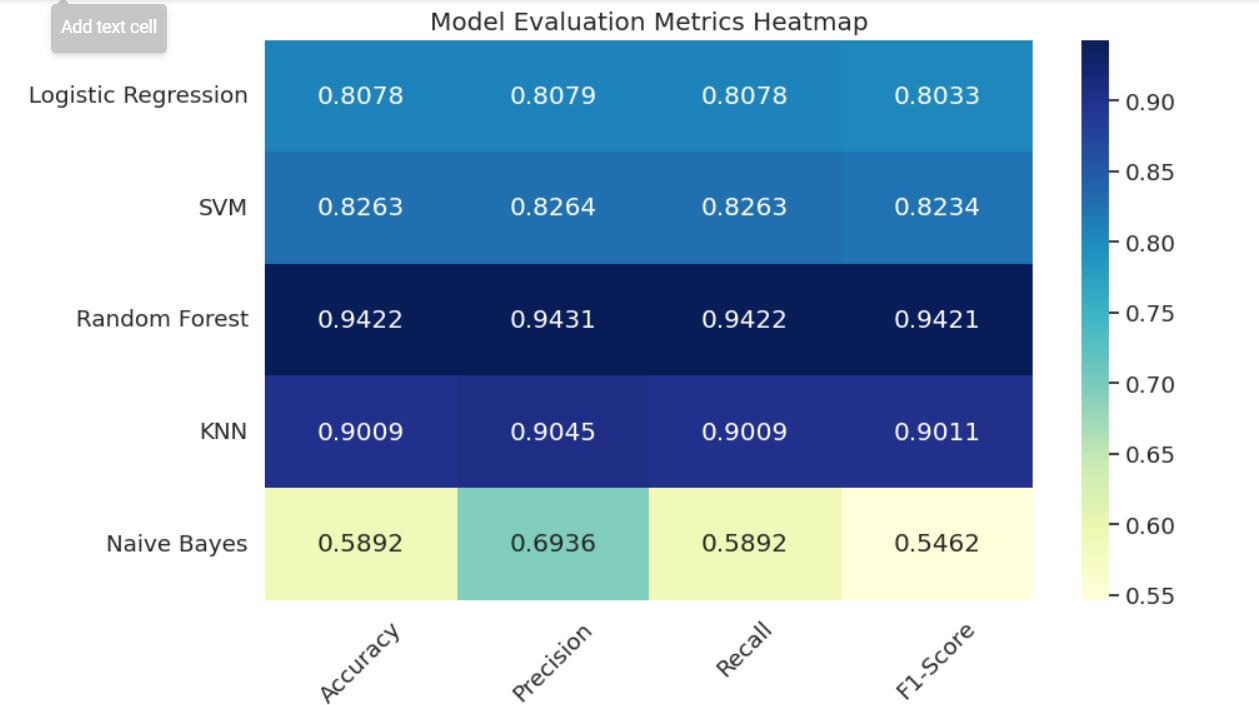 Add text cell
Model Evaluation Metrics Heatmap
Logistic Regression 0.8078 0.8079 0.8078 0.8033
SVM 0.8263 0.8264 0.8263 0.8234
Random Forest 0.9422 0.9431 0.9422 0.9421
KNN 0.9009 0.9045 0.9009 0.9011
Naive Bayes 0.5892 0.6936 0.5892 0.5462
Accuracy Precision Recall F1-Score
0.90
0.85
0.80
0.75
0.70
0.65
0.60
0.55